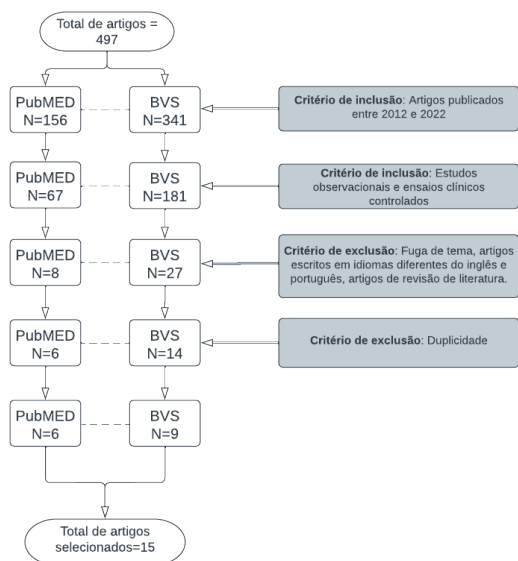 Total de artigos =
497
PubMED
N=156
BVS
N=341
Critério de inclusão: Artigos publicados
entre 2012 e 2022
PubMED
N=67
BVS
N=181
Critério de inclusão: Estudos
observacionais e ensaios clínicos
controlados
PubMED
N=8
BVS
N=27
Critério de exclusão: Fuga de tema, artigos
escritos em idiomas diferentes do inglês e
português, artigos de revisão de literatura.
PubMED
N=6
BVS
N=14
Critério de exclusão: Duplicidade
PubMED
N=6
BVS
N=9
Total de artigos
selecionados=15